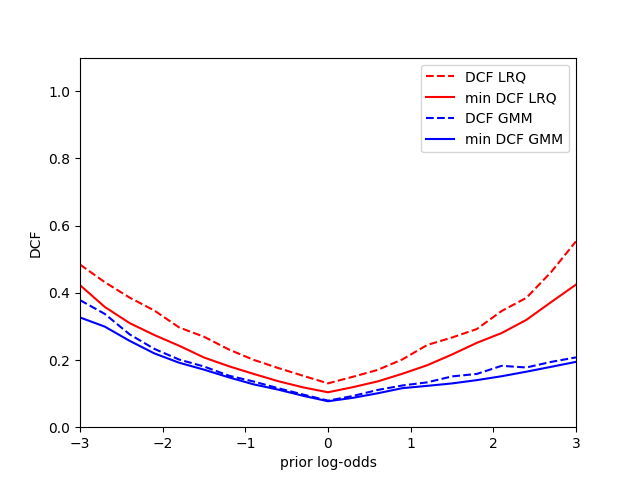 DCF LRQ
min DCF LRQ
DCF GMM
min DCF GMM
1.0
0.8
0.6
0.4
0.2
0.0
DCF
−3 −2 −1 0 1 2 3
prior log-odds